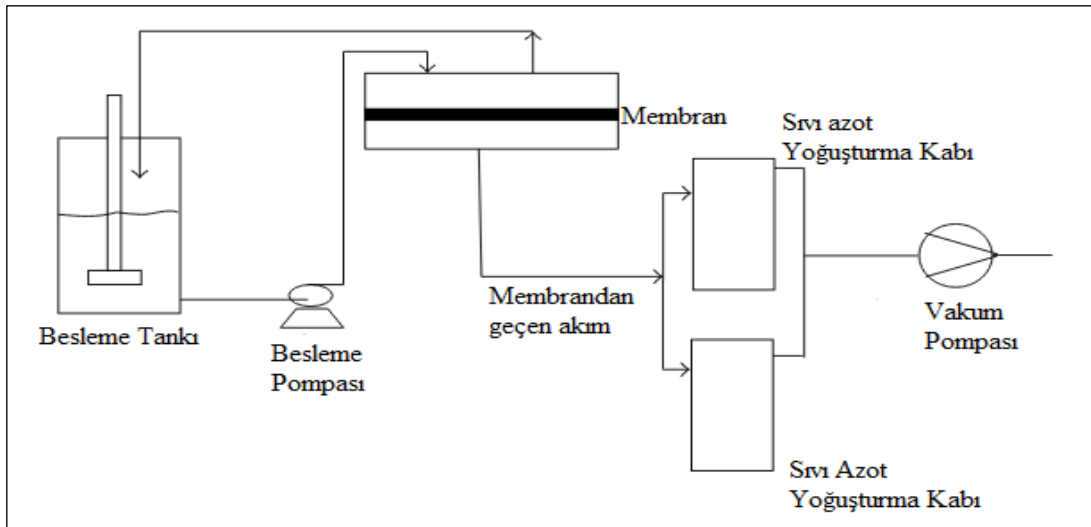 Membran
Sıvı azot
Yoğuşturma Kabı
Membrandan
geçen akım
Besleme Tankı
Besleme
Pompası
Vakum
Pompası
Sıvı Azot
Yoğuşturma Kabı